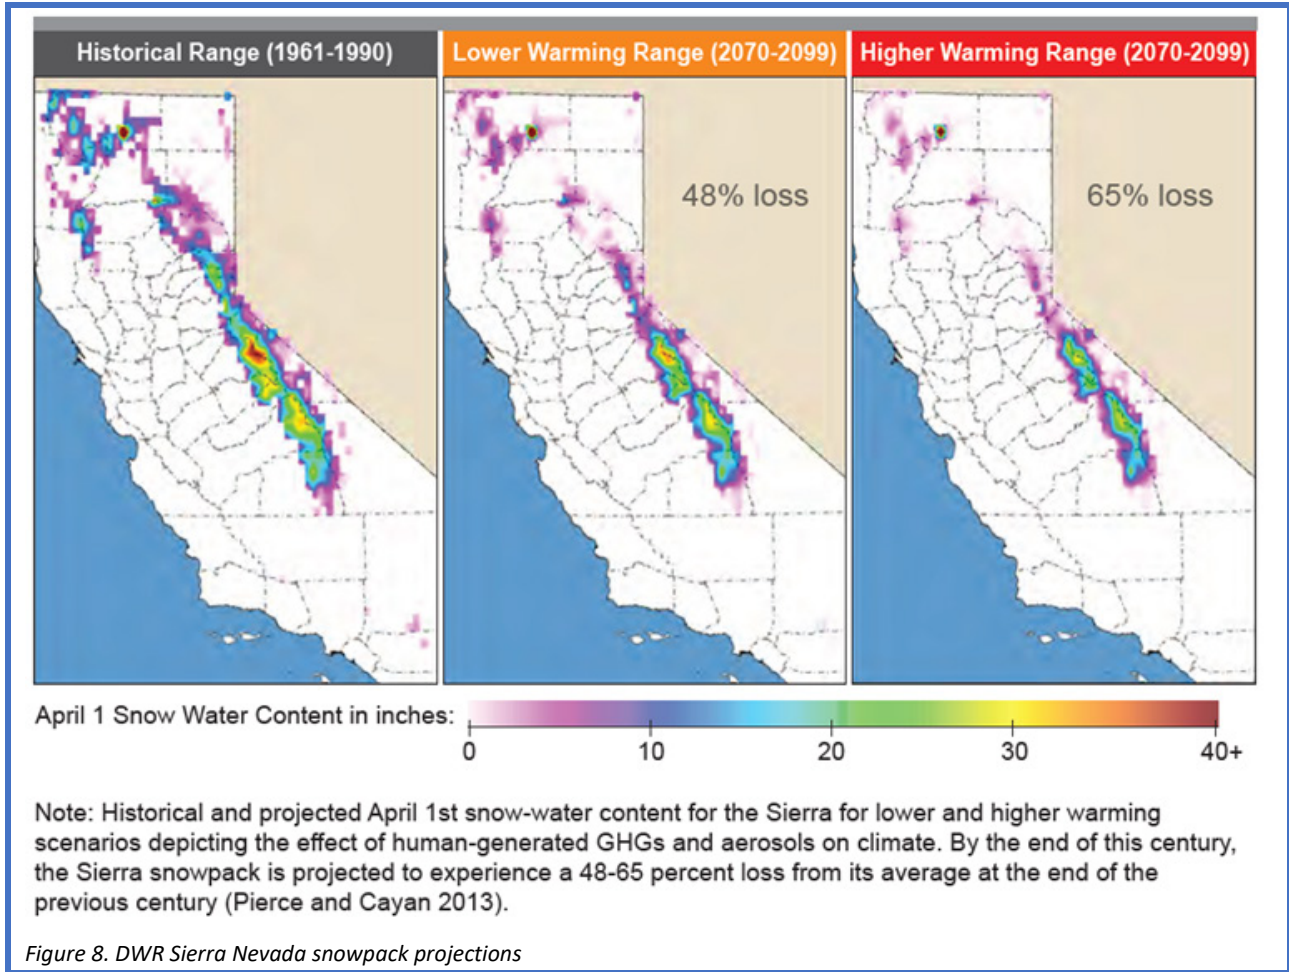 Historical Range (1961-1990)
Lower Warming Range (2070-2099)
Higher Warming Range (2070-2099)
48% loss
65% loss
April 1 Snow Water Content in inches:
0
10
20
30
40+
Note: Historical and projected April 1st snow-water content for the Sierra for lower and higher warming
scenarios depicting the effect of human-generated GHGs and aerosols on climate. By the end of this century,
the Sierra snowpack is projected to experience a 48-65 percent loss from its average at the end of the
previous century (Pierce and Cayan 2013).
Figure 8. DWR Sierra Nevada snowpack projections